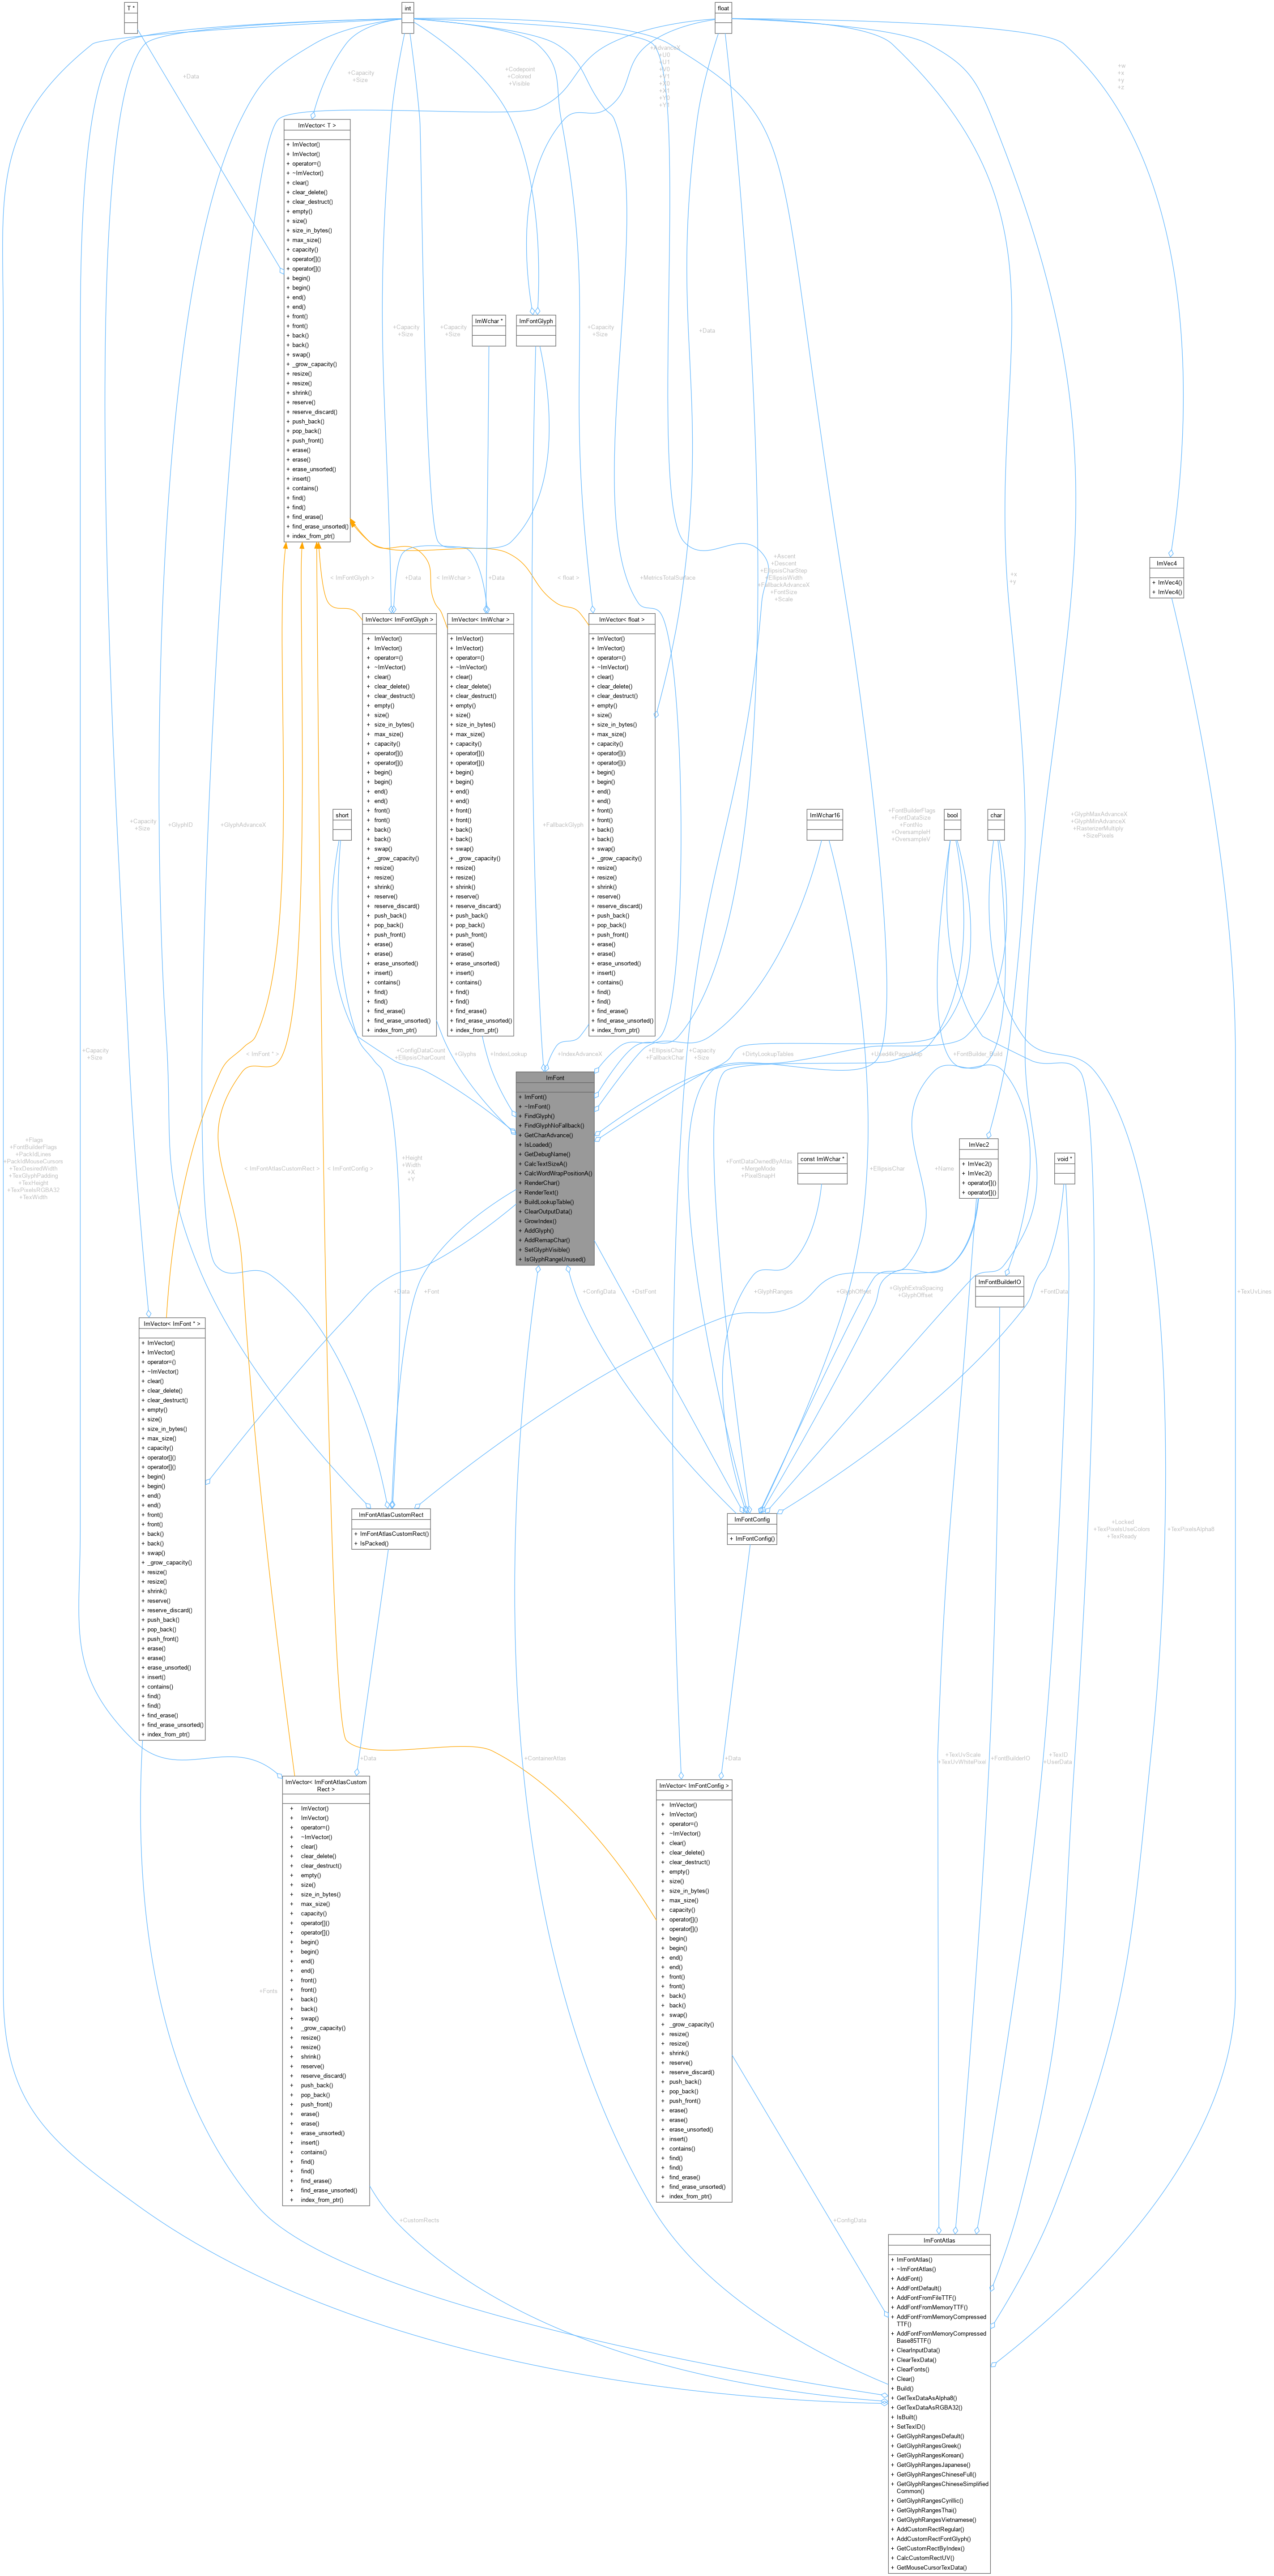 T *
int
float
+Data
+Capacity
+Size
+Codepoint
+Colored
+Visible
+AdvanceX
+U0
+U1
+V0
+V1
+X0
+X1
+Y0
+Y1
+w
+x
+y
+z
ImVector< T >
+ ImVector()
+ ImVector()
+ operator=()
+ ~ImVector()
+ clear()
+ clear_delete()
+ clear_destruct()
+ empty()
+ size()
+ size_in_bytes()
+ max_size()
+ capacity()
+ operator[]()
+ operator[]()
+ begin()
+ begin()
+ end()
+ end()
+ front()
+ front()
+ back()
+ back()
+ swap()
+ _grow_capacity()
+ resize()
+ resize()
+ shrink()
+ reserve()
+ reserve_discard()
+ push_back()
+ pop_back()
+ push_front()
+ erase()
+ erase()
+ erase_unsorted()
+ insert()
+ contains()
+ find()
+ find()
+ find_erase()
+ find_erase_unsorted()
+ index_from_ptr()
+Capacity
+Size
+Capacity
+Size
ImWchar *
ImFontGlyph
+Capacity
+Size
+Data
< ImFontGlyph >
+Data
< ImWchar >
+Data
< float >
+MetricsTotalSurface
+Ascent
+Descent
+EllipsisCharStep
+EllipsisWidth
+FallbackAdvanceX
+FontSize
+Scale
+x
+y
ImVec4
+ ImVec4()
+ ImVec4()
ImVector< ImFontGlyph >
+ ImVector()
+ ImVector()
+ operator=()
+ ~ImVector()
+ clear()
+ clear_delete()
+ clear_destruct()
+ empty()
+ size()
+ size_in_bytes()
+ max_size()
+ capacity()
+ operator[]()
+ operator[]()
+ begin()
+ begin()
+ end()
+ end()
+ front()
+ front()
+ back()
+ back()
+ swap()
+ _grow_capacity()
+ resize()
+ resize()
+ shrink()
+ reserve()
+ reserve_discard()
+ push_back()
+ pop_back()
+ push_front()
+ erase()
+ erase()
+ erase_unsorted()
+ insert()
+ contains()
+ find()
+ find()
+ find_erase()
+ find_erase_unsorted()
+ index_from_ptr()
ImVector< ImWchar >
+ ImVector()
+ ImVector()
+ operator=()
+ ~ImVector()
+ clear()
+ clear_delete()
+ clear_destruct()
+ empty()
+ size()
+ size_in_bytes()
+ max_size()
+ capacity()
+ operator[]()
+ operator[]()
+ begin()
+ begin()
+ end()
+ end()
+ front()
+ front()
+ back()
+ back()
+ swap()
+ _grow_capacity()
+ resize()
+ resize()
+ shrink()
+ reserve()
+ reserve_discard()
+ push_back()
+ pop_back()
+ push_front()
+ erase()
+ erase()
+ erase_unsorted()
+ insert()
+ contains()
+ find()
+ find()
+ find_erase()
+ find_erase_unsorted()
+ index_from_ptr()
ImVector< float >
+ ImVector()
+ ImVector()
+ operator=()
+ ~ImVector()
+ clear()
+ clear_delete()
+ clear_destruct()
+ empty()
+ size()
+ size_in_bytes()
+ max_size()
+ capacity()
+ operator[]()
+ operator[]()
+ begin()
+ begin()
+ end()
+ end()
+ front()
+ front()
+ back()
+ back()
+ swap()
+ _grow_capacity()
+ resize()
+ resize()
+ shrink()
+ reserve()
+ reserve_discard()
+ push_back()
+ pop_back()
+ push_front()
+ erase()
+ erase()
+ erase_unsorted()
+ insert()
+ contains()
+ find()
+ find()
+ find_erase()
+ find_erase_unsorted()
+ index_from_ptr()
short
ImWchar16
bool
char
+Capacity
+Size
+GlyphID
+GlyphAdvanceX
+FallbackGlyph
+FontBuilderFlags
+FontDataSize
+FontNo
+OversampleH
+OversampleV
+GlyphMaxAdvanceX
+GlyphMinAdvanceX
+RasterizerMultiply
+SizePixels
+Capacity
+Size
< ImFont * >
+ConfigDataCount
+EllipsisCharCount
+Glyphs
+IndexLookup
+IndexAdvanceX
+EllipsisChar
+FallbackChar
+Capacity
+Size
+DirtyLookupTables
+Used4kPagesMap
+FontBuilder_Build
ImFont
+ ImFont()
+ ~ImFont()
+ FindGlyph()
+ FindGlyphNoFallback()
+ GetCharAdvance()
+ IsLoaded()
+ GetDebugName()
+ CalcTextSizeA()
+ CalcWordWrapPositionA()
+ RenderChar()
+ RenderText()
+ BuildLookupTable()
+ ClearOutputData()
+ GrowIndex()
+ AddGlyph()
+ AddRemapChar()
+ SetGlyphVisible()
+ IsGlyphRangeUnused()
+Flags
+FontBuilderFlags
+PackIdLines
+PackIdMouseCursors
+TexDesiredWidth
+TexGlyphPadding
+TexHeight
+TexPixelsRGBA32
+TexWidth
< ImFontAtlasCustomRect >
< ImFontConfig >
+Height
+Width
+X
+Y
+FontDataOwnedByAtlas
+MergeMode
+PixelSnapH
const ImWchar *
+EllipsisChar
+Name
ImVec2
+ ImVec2()
+ ImVec2()
+ operator[]()
+ operator[]()
void *
ImFontBuilderIO
+Data
+Font
+ConfigData
+DstFont
+GlyphRanges
+GlyphOffset
+GlyphExtraSpacing
+GlyphOffset
+FontData
+TexUvLines
ImVector< ImFont * >
+ ImVector()
+ ImVector()
+ operator=()
+ ~ImVector()
+ clear()
+ clear_delete()
+ clear_destruct()
+ empty()
+ size()
+ size_in_bytes()
+ max_size()
+ capacity()
+ operator[]()
+ operator[]()
+ begin()
+ begin()
+ end()
+ end()
+ front()
+ front()
+ back()
+ back()
+ swap()
+ _grow_capacity()
+ resize()
+ resize()
+ shrink()
+ reserve()
+ reserve_discard()
+ push_back()
+ pop_back()
+ push_front()
+ erase()
+ erase()
+ erase_unsorted()
+ insert()
+ contains()
+ find()
+ find()
+ find_erase()
+ find_erase_unsorted()
+ index_from_ptr()
ImFontAtlasCustomRect
+ ImFontAtlasCustomRect()
+ IsPacked()
ImFontConfig
+ ImFontConfig()
+Locked
+TexPixelsUseColors
+TexReady
+TexPixelsAlpha8
+Data
+ContainerAtlas
+Data
+TexUvScale
+TexUvWhitePixel
+FontBuilderIO
+TexID
+UserData
ImVector< ImFontAtlasCustom
Rect >
+ ImVector()
+ ImVector()
+ operator=()
+ ~ImVector()
+ clear()
+ clear_delete()
+ clear_destruct()
+ empty()
+ size()
+ size_in_bytes()
+ max_size()
+ capacity()
+ operator[]()
+ operator[]()
+ begin()
+ begin()
+ end()
+ end()
+ front()
+ front()
+ back()
+ back()
+ swap()
+ _grow_capacity()
+ resize()
+ resize()
+ shrink()
+ reserve()
+ reserve_discard()
+ push_back()
+ pop_back()
+ push_front()
+ erase()
+ erase()
+ erase_unsorted()
+ insert()
+ contains()
+ find()
+ find()
+ find_erase()
+ find_erase_unsorted()
+ index_from_ptr()
ImVector< ImFontConfig >
+ ImVector()
+ ImVector()
+ operator=()
+ ~ImVector()
+ clear()
+ clear_delete()
+ clear_destruct()
+ empty()
+ size()
+ size_in_bytes()
+ max_size()
+ capacity()
+ operator[]()
+ operator[]()
+ begin()
+ begin()
+ end()
+ end()
+ front()
+ front()
+ back()
+ back()
+ swap()
+ _grow_capacity()
+ resize()
+ resize()
+ shrink()
+ reserve()
+ reserve_discard()
+ push_back()
+ pop_back()
+ push_front()
+ erase()
+ erase()
+ erase_unsorted()
+ insert()
+ contains()
+ find()
+ find()
+ find_erase()
+ find_erase_unsorted()
+ index_from_ptr()
+Fonts
+CustomRects
+ConfigData
ImFontAtlas
+ ImFontAtlas()
+ ~ImFontAtlas()
+ AddFont()
+ AddFontDefault()
+ AddFontFromFileTTF()
+ AddFontFromMemoryTTF()
+ AddFontFromMemoryCompressed
TTF()
+ AddFontFromMemoryCompressed
Base85TTF()
+ ClearInputData()
+ ClearTexData()
+ ClearFonts()
+ Clear()
+ Build()
+ GetTexDataAsAlpha8()
+ GetTexDataAsRGBA32()
+ IsBuilt()
+ SetTexID()
+ GetGlyphRangesDefault()
+ GetGlyphRangesGreek()
+ GetGlyphRangesKorean()
+ GetGlyphRangesJapanese()
+ GetGlyphRangesChineseFull()
+ GetGlyphRangesChineseSimplified
Common()
+ GetGlyphRangesCyrillic()
+ GetGlyphRangesThai()
+ GetGlyphRangesVietnamese()
+ AddCustomRectRegular()
+ AddCustomRectFontGlyph()
+ GetCustomRectByIndex()
+ CalcCustomRectUV()
+ GetMouseCursorTexData()